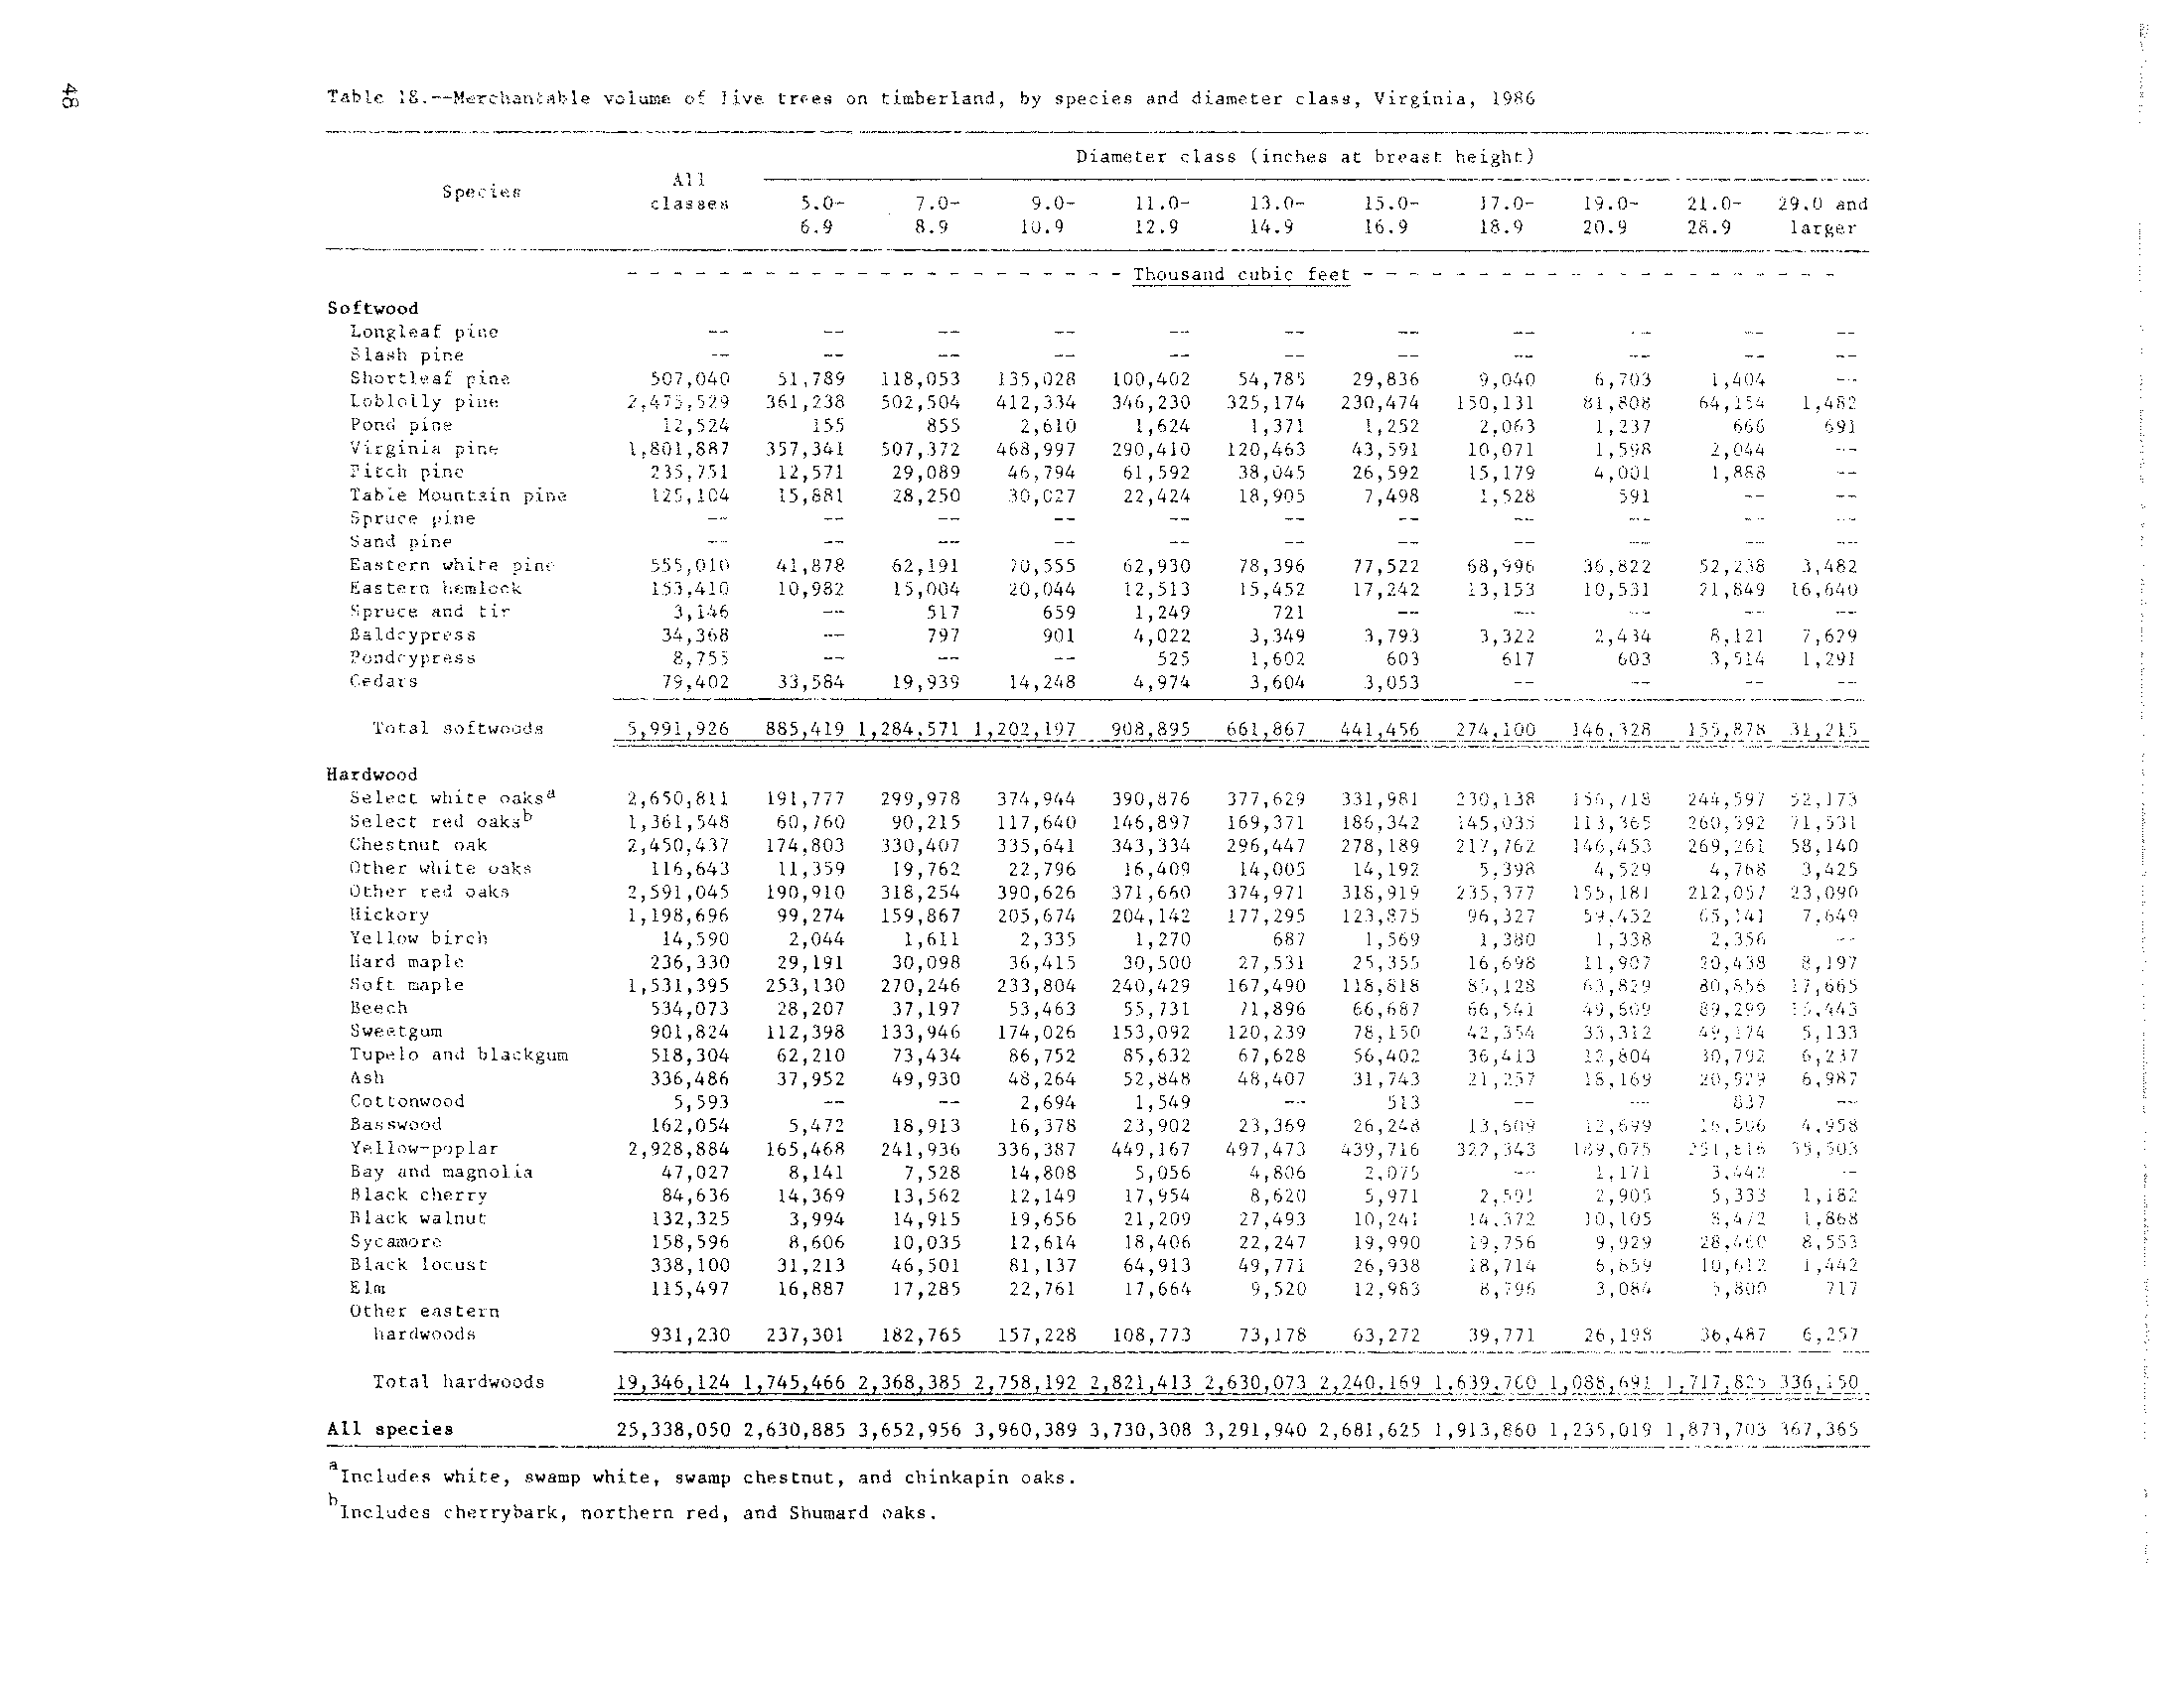 48
Table 18.--Merchantable volume of live trees on timberland, by species and diameter class, Virginia, 1986
Diameter class (inches at breast height)
Species All classes 5.0-6.9 7.0-8.9 9.0-10.9 11.0-12.9 13.0-14.9 15.0-16.9 17.0-18.9 19.0-20.9 21.0-28.9 29.0 and larger
- - - Thousand cubic feet - - -
Softwood
Longleaf pine -- -- -- -- -- -- -- -- -- -- --
Slash pine -- -- -- -- -- -- -- -- -- -- --
Shortleaf pine 507,040 51,789 118,053 135,028 100,402 54,785 29,836 9,040 6,703 1,404 --
Loblolly pine 2,475,529 361,238 502,504 412,334 346,230 325,174 230,474 150,131 81,808 64,154 1,482
Pond pine 12,524 155 855 2,610 1,624 1,371 1,252 2,063 1,237 666 691
Virginia pine 1,801,887 357,341 507,372 468,997 290,410 120,463 43,591 10,071 1,598 2,044 --
Pitch pine 235,751 12,571 29,089 46,794 61,592 38,045 26,592 15,179 4,001 1,888 --
Table Mountain pine 125,104 15,881 28,250 30,027 22,424 18,905 7,498 1,528 591 -- --
Spruce pine -- -- -- -- -- -- -- -- -- -- --
Sand pine -- -- -- -- -- -- -- -- -- -- --
Eastern white pine 555,010 41,878 62,191 70,555 62,930 78,396 77,522 68,996 36,822 52,238 3,482
Eastern hemlock 153,410 10,982 15,004 20,044 12,513 15,452 17,242 13,153 10,531 21,849 16,640
Spruce and fir 3,146 -- 517 659 1,249 721 -- -- -- -- --
Baldcypress 34,368 -- 797 901 4,022 3,349 3,793 3,322 2,434 8,121 7,629
Pondcypress 8,755 -- -- -- 525 1,602 603 617 603 3,514 1,291
Cedars 79,402 33,584 19,939 14,248 4,974 3,604 3,053 -- -- -- --
Total softwoods 5,991,926 885,419 1,284,571 1,202,197 908,895 661,867 441,456 274,100 146,328 155,878 31,215
Hardwood
Select white oaks^a 2,650,811 191,777 299,978 374,944 390,876 377,629 331,981 230,138 156,718 244,597 52,173
Select red oaks^b 1,361,548 60,760 90,215 117,640 146,897 169,371 186,342 145,035 113,365 260,392 71,531
Chestnut oak 2,450,437 174,803 330,407 335,641 343,334 296,447 278,189 217,762 146,453 269,261 58,140
Other white oaks 116,643 11,359 19,762 22,796 16,409 14,005 14,192 5,398 4,529 4,768 3,425
Other red oaks 2,591,045 190,910 318,254 390,626 371,660 374,971 318,919 235,377 155,181 212,057 23,090
Hickory 1,198,696 99,274 159,867 205,674 204,142 177,295 123,875 96,327 59,452 65,141 7,649
Yellow birch 14,590 2,044 1,611 2,335 1,270 687 1,569 1,380 1,338 2,356 --
Hard maple 236,330 29,191 30,098 36,415 30,500 27,531 25,355 16,698 11,907 20,438 8,197
Soft maple 1,531,395 253,130 270,246 233,804 240,429 167,490 118,818 85,128 63,829 80,856 17,665
Beech 534,073 28,207 37,197 53,463 55,731 71,896 66,687 66,541 49,609 89,299 15,443
Sweetgum 901,824 112,398 133,946 174,026 153,092 120,239 78,150 42,354 33,312 49,174 5,133
Tupelo and blackgum 518,304 62,210 73,434 86,752 85,632 67,628 56,402 36,413 12,804 30,792 6,237
Ash 336,486 37,952 49,930 48,264 52,848 48,407 31,743 21,257 18,169 20,929 6,987
Cottonwood 5,593 -- -- 2,694 1,549 -- 513 -- -- 837 --
Basswood 162,054 5,472 18,913 16,378 23,902 23,369 26,248 13,609 12,699 16,506 4,958
Yellow-poplar 2,928,884 165,468 241,936 336,387 449,167 497,473 439,716 322,343 189,075 251,816 35,503
Bay and magnolia 47,027 8,141 7,528 14,808 5,056 4,806 2,075 -- 1,171 3,442 --
Black cherry 84,636 14,369 13,562 12,149 17,954 8,620 5,971 2,591 2,905 5,333 1,182
Black walnut 132,325 3,994 14,915 19,656 21,209 27,493 10,241 14,372 10,105 8,472 1,868
Sycamore 158,596 8,606 10,035 12,614 18,406 22,247 19,990 19,756 9,929 28,460 8,553
Black locust 338,100 31,213 46,501 81,137 64,913 49,771 26,938 18,714 6,859 10,612 1,442
Elm 115,497 16,887 17,285 22,761 17,664 9,520 12,983 8,796 3,084 5,800 717
Other eastern
hardwoods 931,230 237,301 182,765 157,228 108,773 73,178 63,272 39,771 26,198 36,487 6,257
Total hardwoods 19,346,124 1,745,466 2,368,385 2,758,192 2,821,413 2,630,073 2,240,169 1,639,760 1,088,691 1,717,825 336,150
All species 25,338,050 2,630,885 3,652,956 3,960,389 3,730,308 3,291,940 2,681,625 1,913,860 1,235,019 1,873,703 367,365
^aIncludes white, swamp white, swamp chestnut, and chinkapin oaks.
^bIncludes cherrybark, northern red, and Shumard oaks.